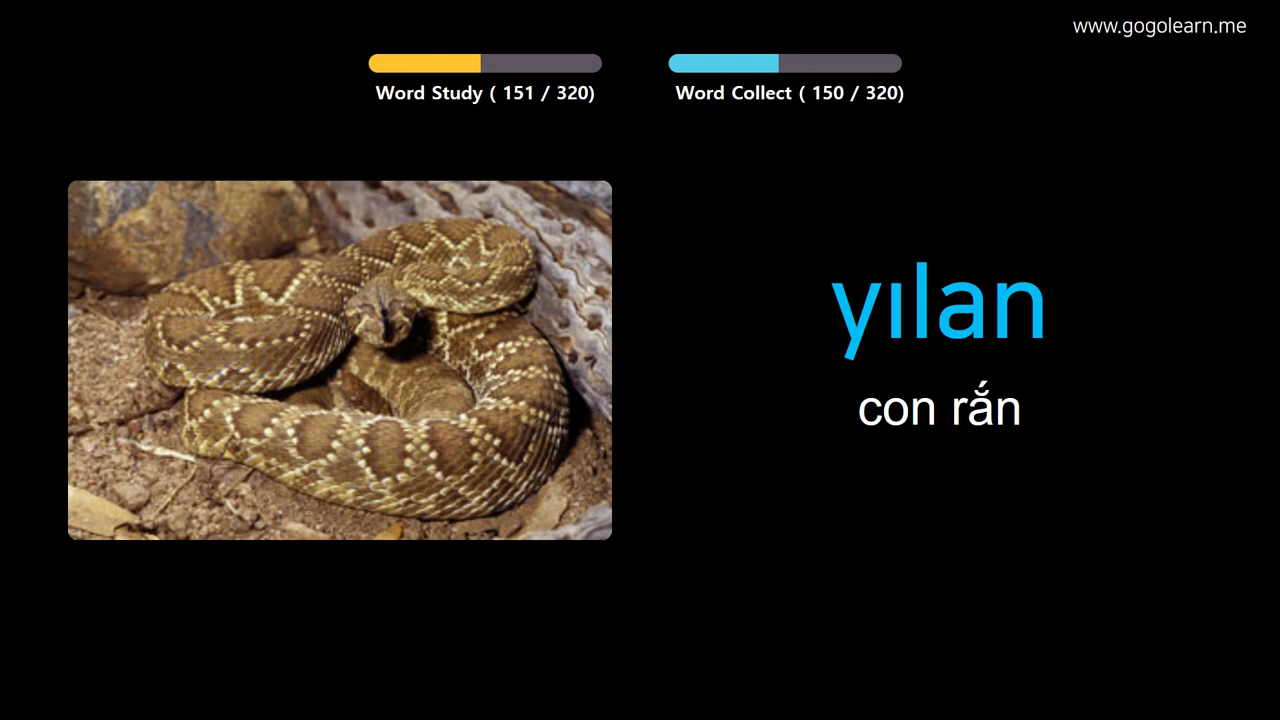 www.gogolearn.me
Word Study ( 151 / 320)
Word Collect ( 150 / 320)
yılan
con rắn